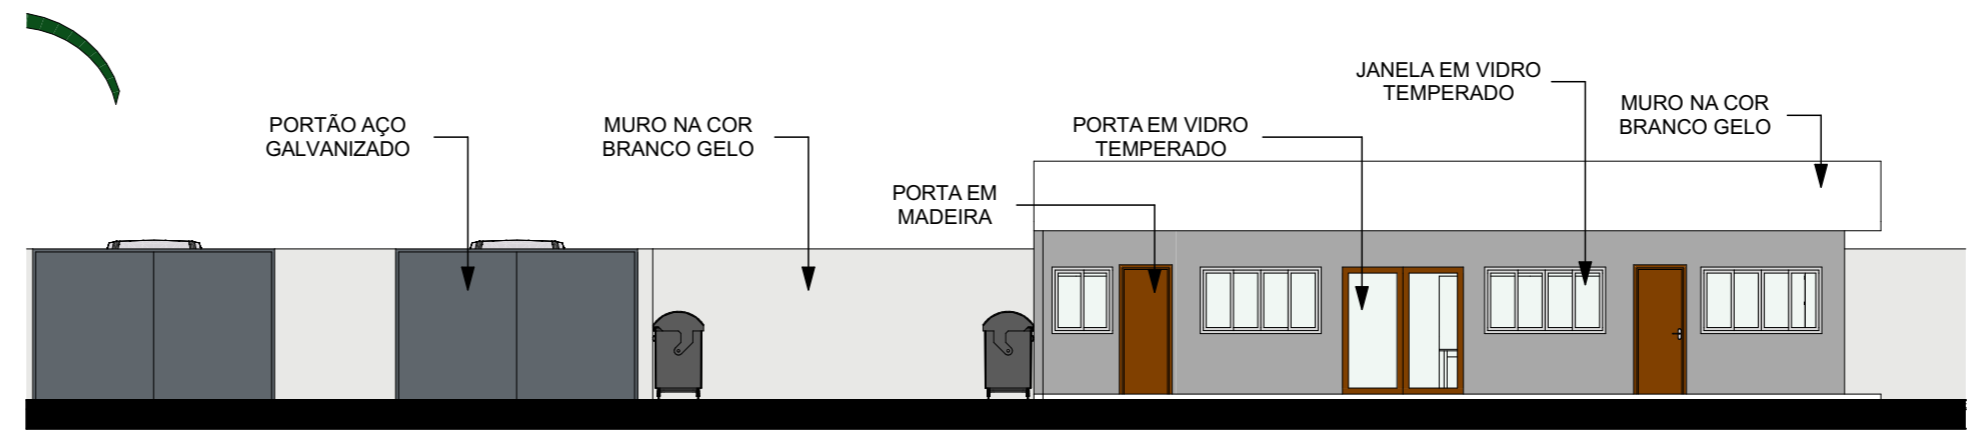 PORTÃO AÇO
GALVANIZADO
MURO NA COR
BRANCO GELO
PORTA EM
MADEIRA
PORTA EM VIDRO
TEMPERADO
JANELA EM VIDRO
TEMPERADO
MURO NA COR
BRANCO GELO